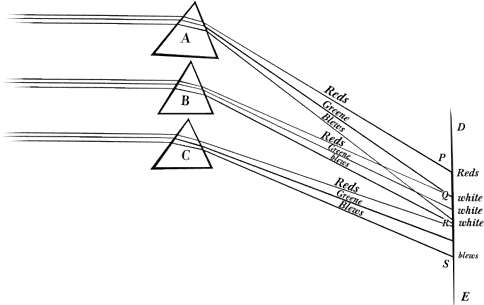 A
B
C
Reds
Greene
Blews
Reds
Greene
blews
Reds
Greene
Blews
D
P
Reds
Q
white
white
R
white
blews
S
E